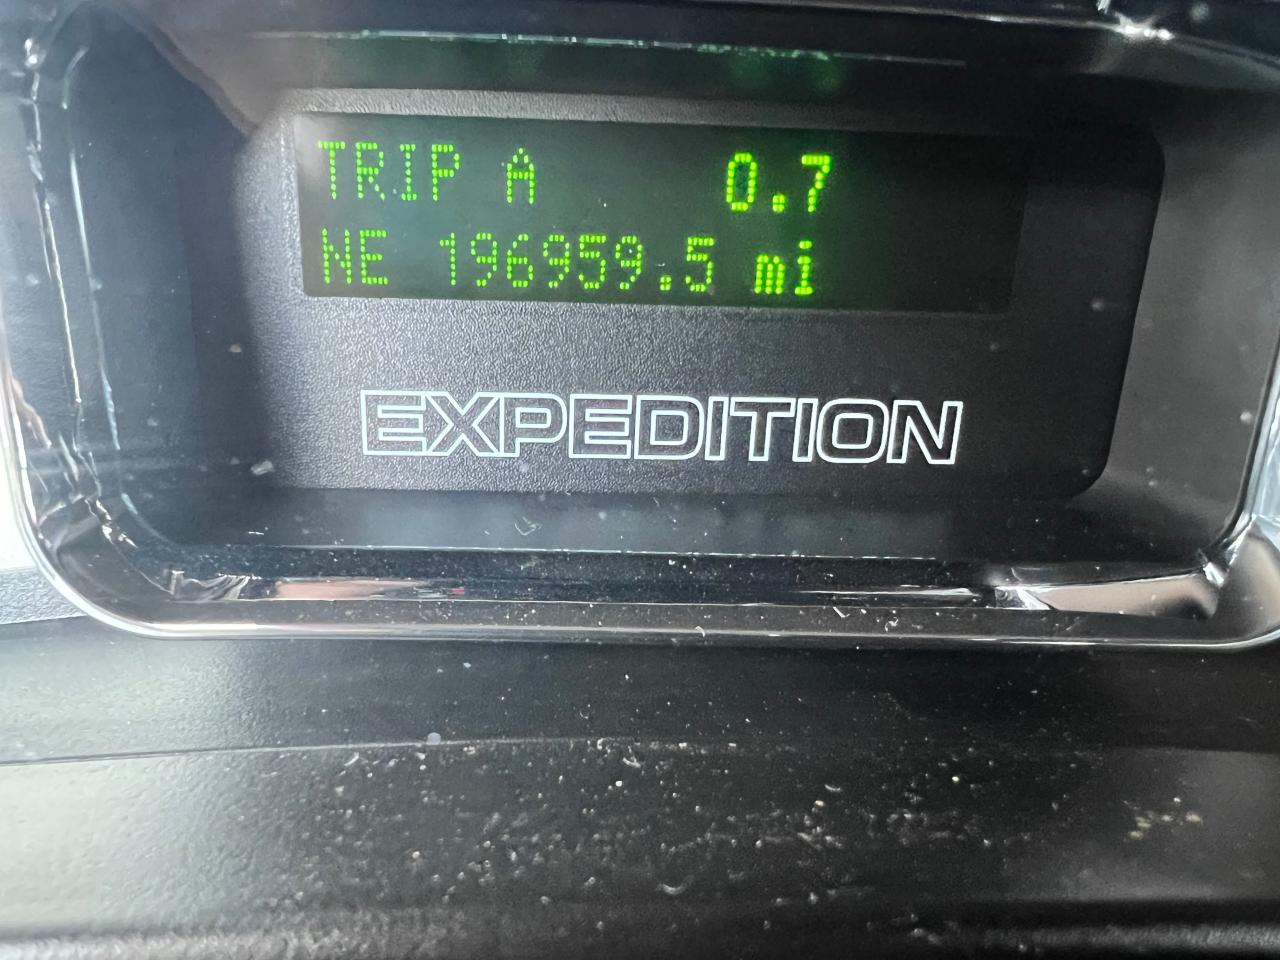 TRIP A 0.7
NE 196959.5 mi
EXPEDITION